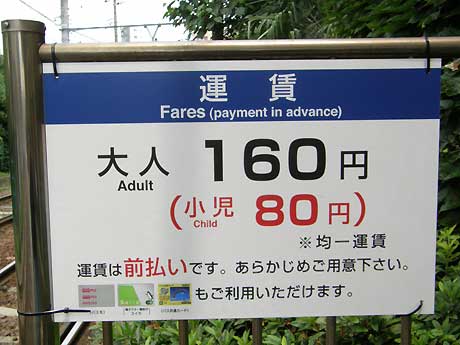 運 賃
Fares (payment in advance)
大人 160円
Adult
(小児 80円)
Child
※均一運賃
運賃は前払いです。あらかじめご用意下さい。
もご利用いただけます。